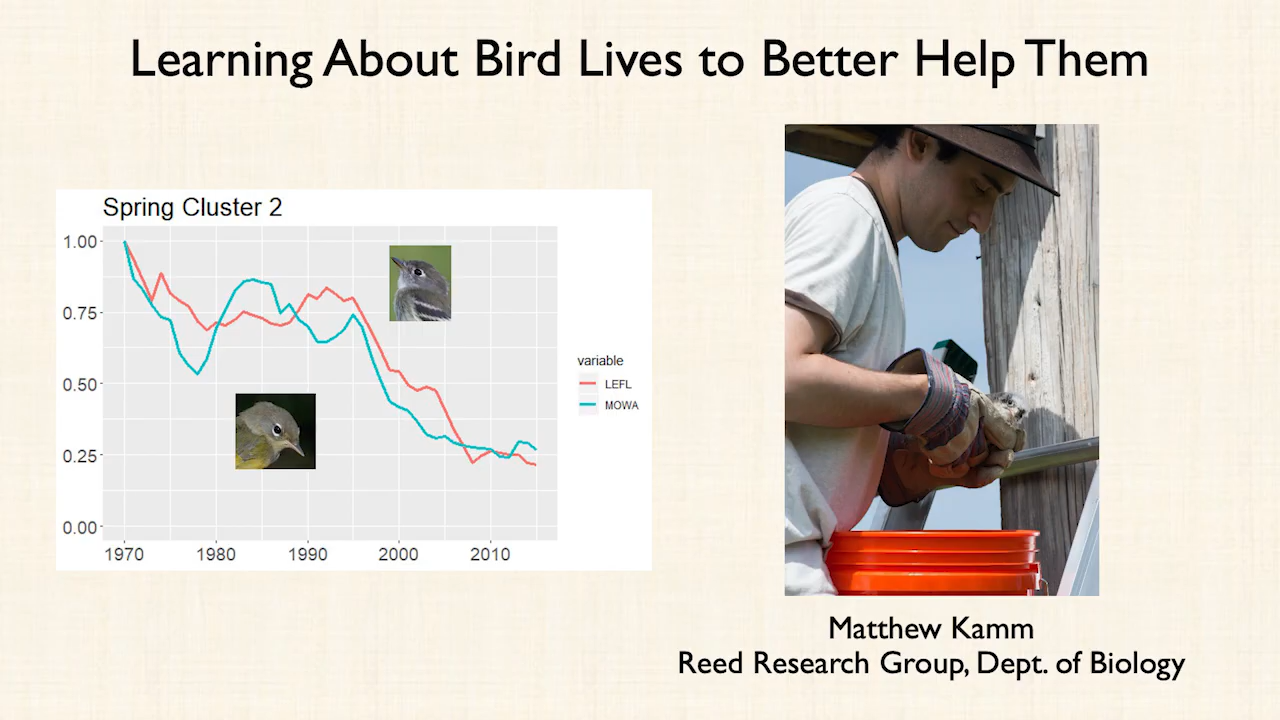 Learning About Bird Lives to Better Help Them
Spring Cluster 2
1.00
0.75
0.50
0.25
0.00
1970 1980 1990 2000 2010
variable
LEFL
MOWA
Matthew Kamm
Reed Research Group, Dept. of Biology